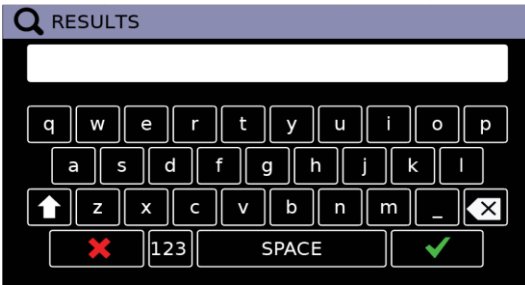 RESULTS
q w e r t y u i o p
a s d f g h j k l
z x c v b n m _
123 SPACE